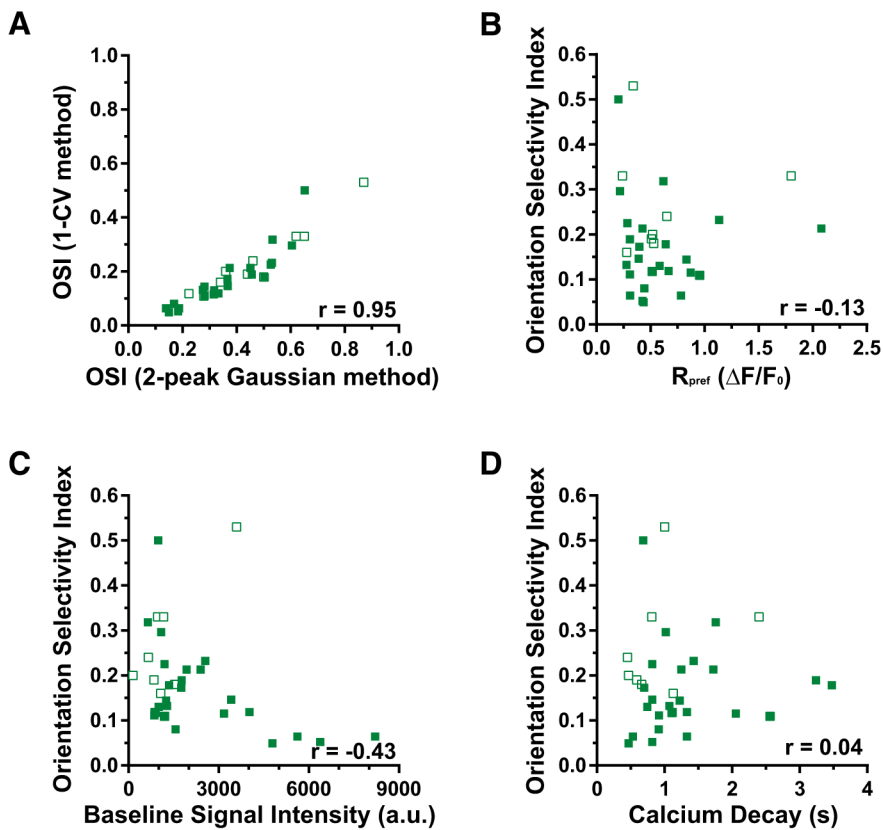 A
OSI (1-CV method)
1.0
0.8
0.6
0.4
0.2
0.0
r = 0.95
0.0 0.2 0.4 0.6 0.8 1.0
OSI (2-peak Gaussian method)
B
Orientation Selectivity Index
0.6
0.5
0.4
0.3
0.2
0.1
0.0
r = -0.13
0.0 0.5 1.0 1.5 2.0 2.5
Rpref (ΔF/F0)
C
Orientation Selectivity Index
0.6
0.5
0.4
0.3
0.2
0.1
0.0
r = -0.43
0 3000 6000 9000
Baseline Signal Intensity (a.u.)
D
Orientation Selectivity Index
0.6
0.5
0.4
0.3
0.2
0.1
0.0
r = 0.04
0 1 2 3 4
Calcium Decay (s)